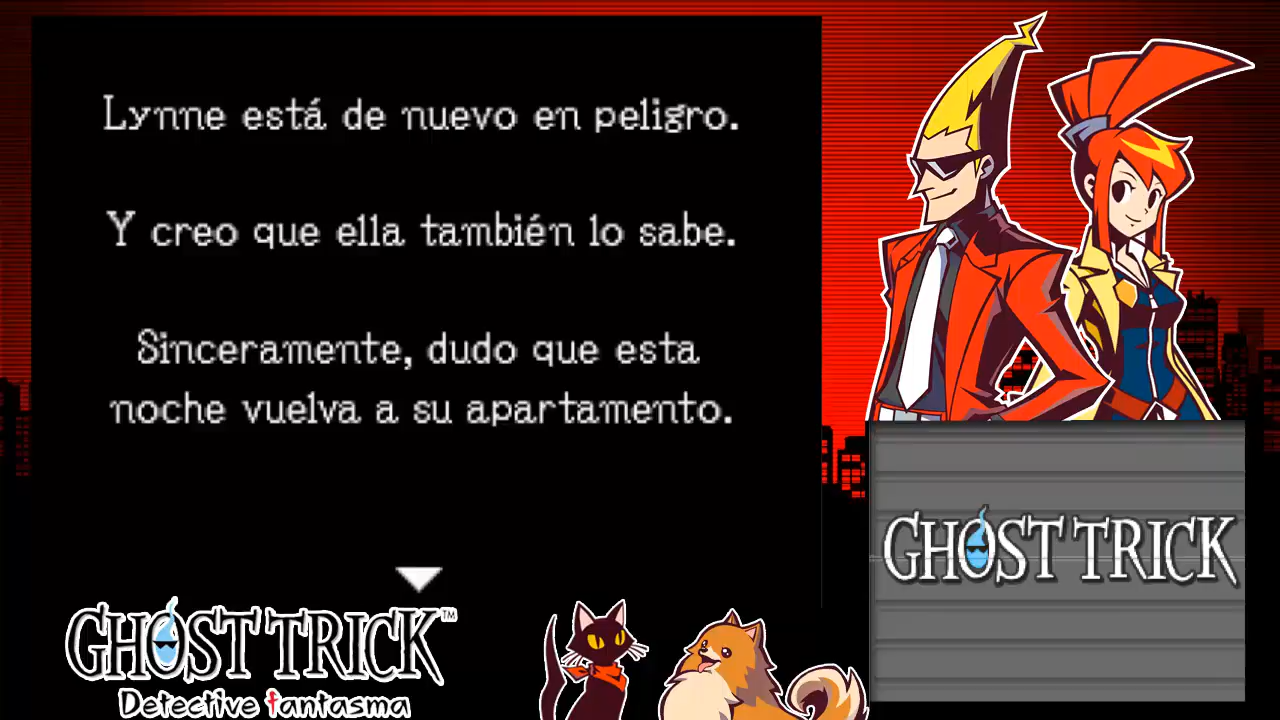 Lynne está de nuevo en peligro.
Y creo que ella también lo sabe.
Sinceramente, dudo que esta
noche vuelva a su apartamento.
GHOST TRICK
GHOST TRICK™
Detective fantasma